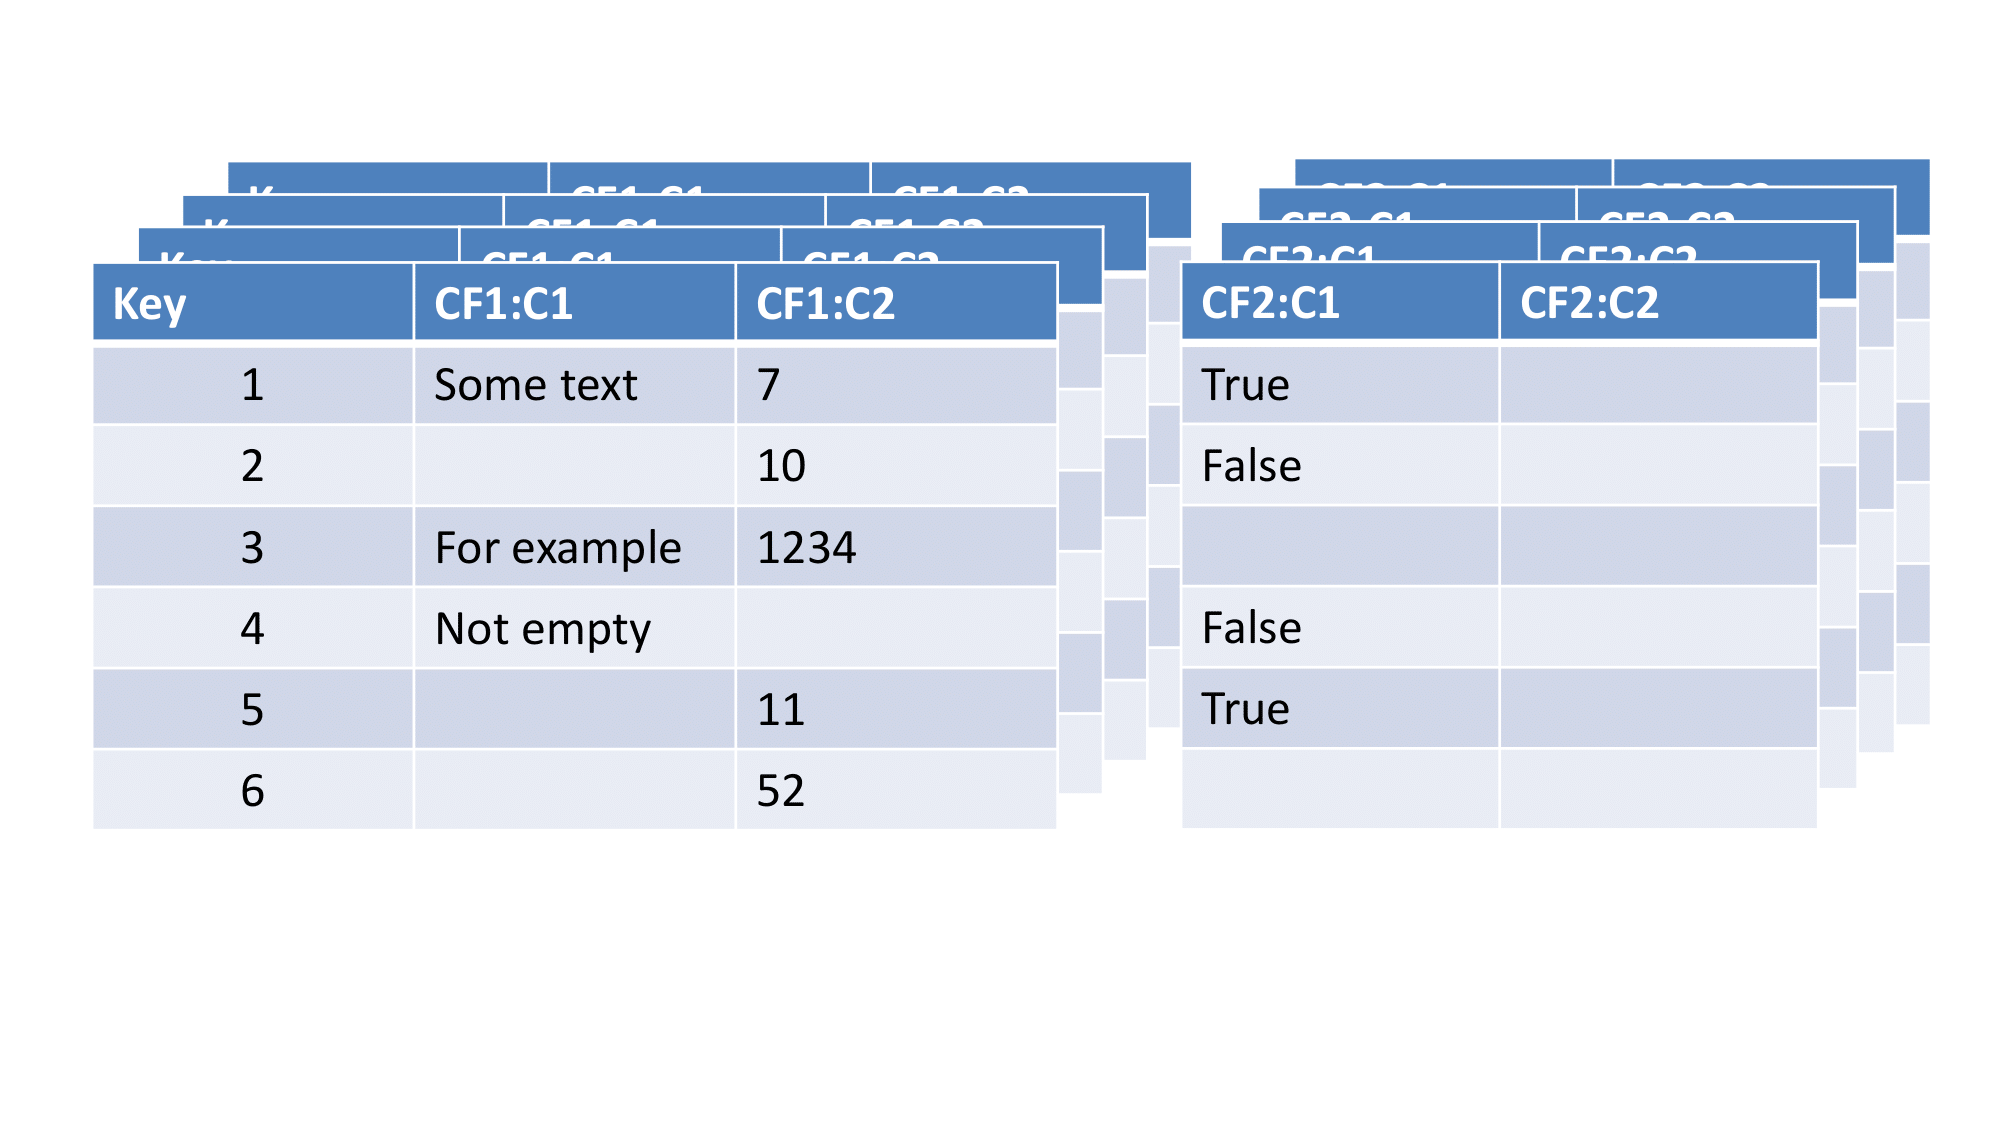 Key CF1:C1 CF1:C2 CF2:C1 CF2:C2
1 Some text 7 True
2 10 False
3 For example 1234
4 Not empty False
5 11 True
6 52